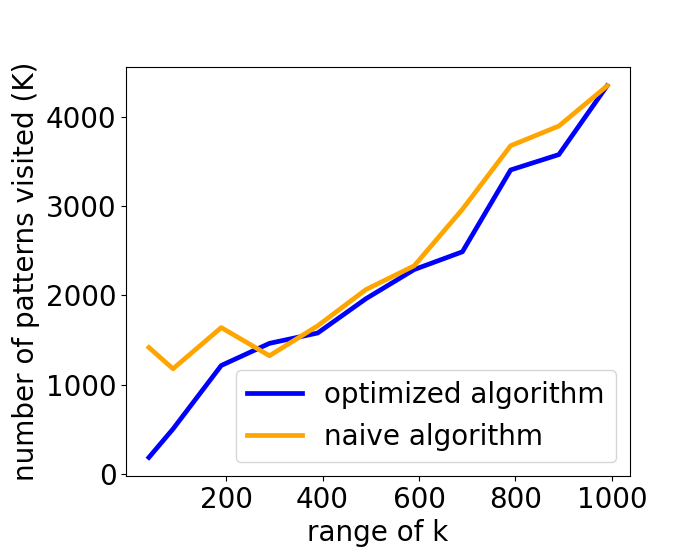 number of patterns visited (K)
4000
3000
2000
1000
0
optimized algorithm
naive algorithm
200 400 600 800 1000
range of k